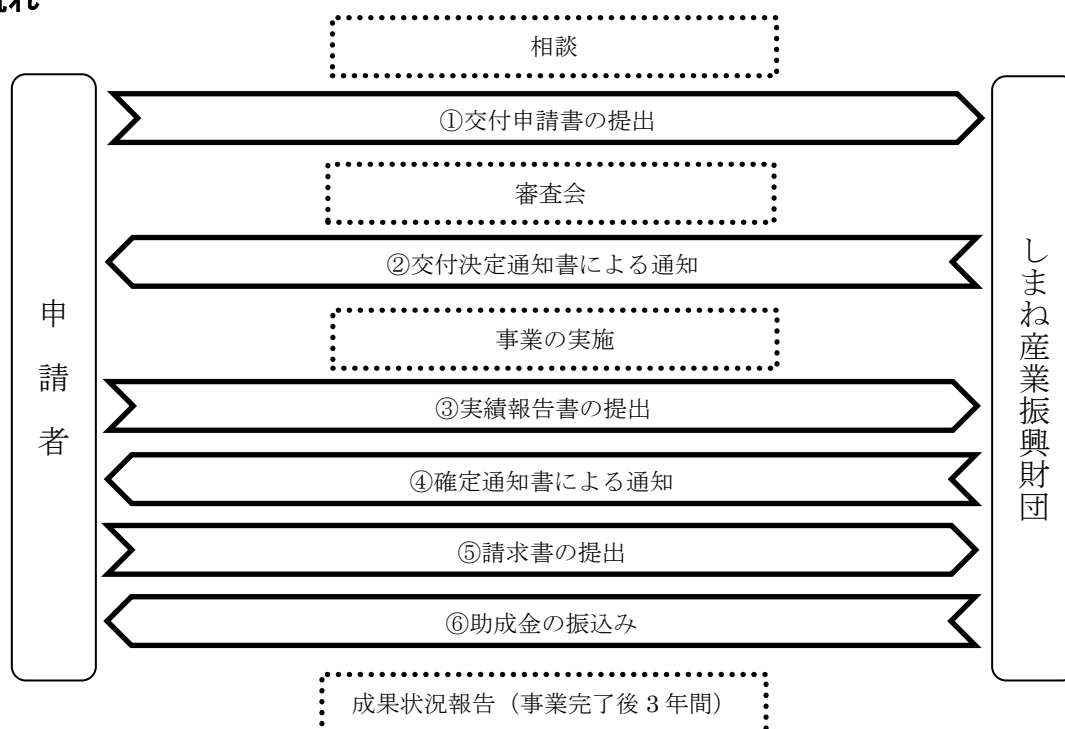 相談
①交付申請書の提出
審査会
②交付決定通知書による通知
申請者
しまね産業振興財団
事業の実施
③実績報告書の提出
④確定通知書による通知
⑤請求書の提出
⑥助成金の振込み
成果状況報告（事業完了後 3 年間）